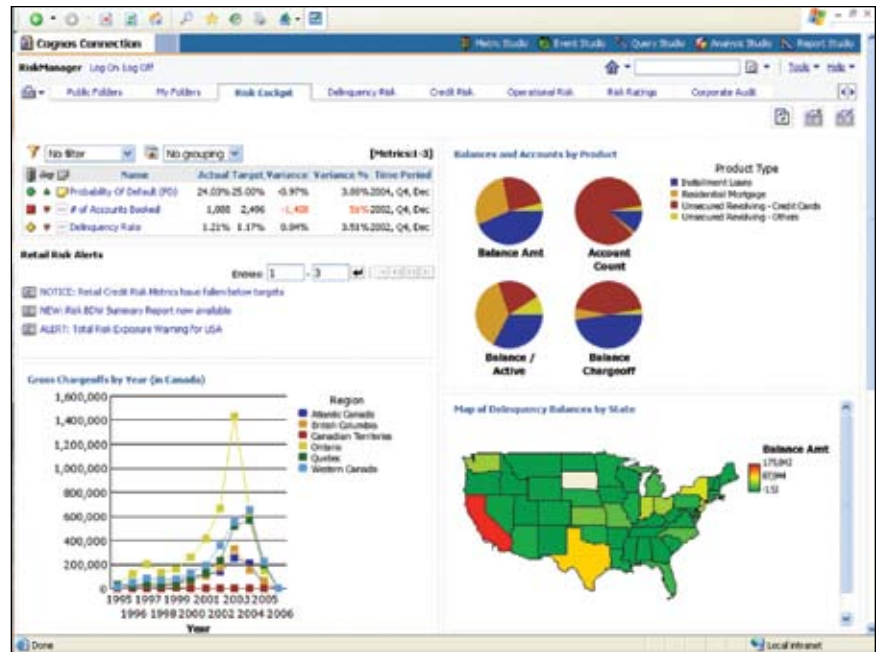 Cognos Connection
Metric Studio Event Studio Query Studio Analysis Studio Report Studio
RiskManager Log On Log Off
Tools Help
Public Folders My Folders Risk Cockpit Delinquency Risk Credit Risk Operational Risk Risk Ratings Corporate Audit
No filter No grouping [Metrics:1-3]
Name Actual Target Variance Variance % Time Period
Probability Of Default (PD) 24.03% 25.00% -0.97% 3.88% 2004, Q4, Dec
# of Accounts Booked 1,088 2,496 -1,408 56% 2002, Q4, Dec
Delinquency Rate 1.21% 1.17% 0.04% 3.51% 2002, Q4, Dec
Retail Risk Alerts
Entries: 1 - 3
NOTICE: Retail Credit Risk Metrics have fallen below targets
NEW: Risk BDW Summary Report now available
ALERT: Total Risk Exposure Warning for USA
Balances and Accounts by Product
Product Type
Installment Loans
Residential Mortgage
Unsecured Revolving - Credit Cards
Unsecured Revolving - Others
Balance Amt
Account Count
Balance / Active
Balance Chargeoff
Gross Chargeoffs by Year (in Canada)
1,600,000
1,400,000
1,200,000
1,000,000
800,000
600,000
400,000
200,000
0
1995 1997 1999 2001 2003 2005
1996 1998 2000 2002 2004 2006
Year
Region
Atlantic Canada
British Columbia
Canadian Territories
Ontario
Quebec
Western Canada
Map of Delinquency Balances by State
Balance Amt
-1.52
Done
Local intranet